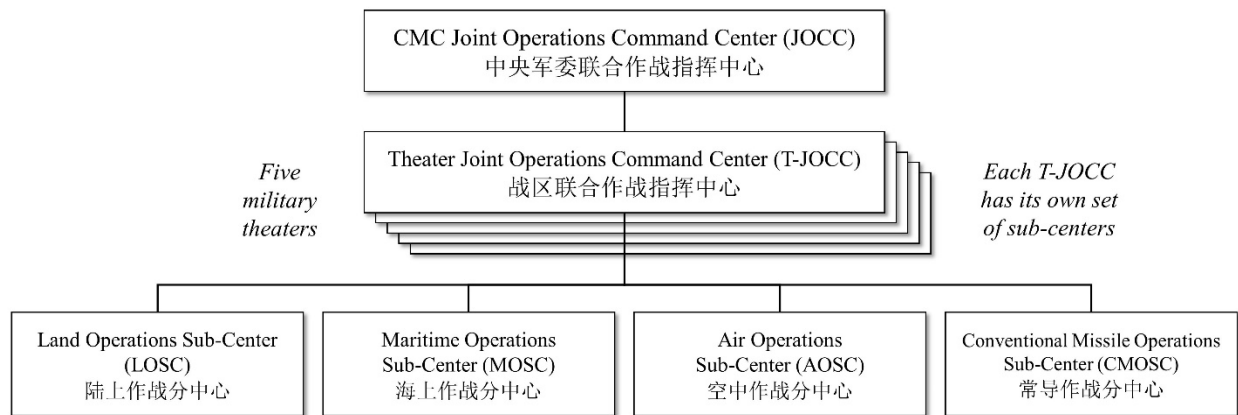 CMC Joint Operations Command Center (JOCC)
中央军委联合作战指挥中心
Theater Joint Operations Command Center (T-JOCC)
战区联合作战指挥中心
Five
military
theaters
Each T-JOCC
has its own set
of sub-centers
Land Operations Sub-Center
(LOSC)
陆上作战分中心
Maritime Operations
Sub-Center (MOSC)
海上作战分中心
Air Operations
Sub-Center (AOSC)
空中作战分中心
Conventional Missile Operations
Sub-Center (CMOSC)
常导作战分中心